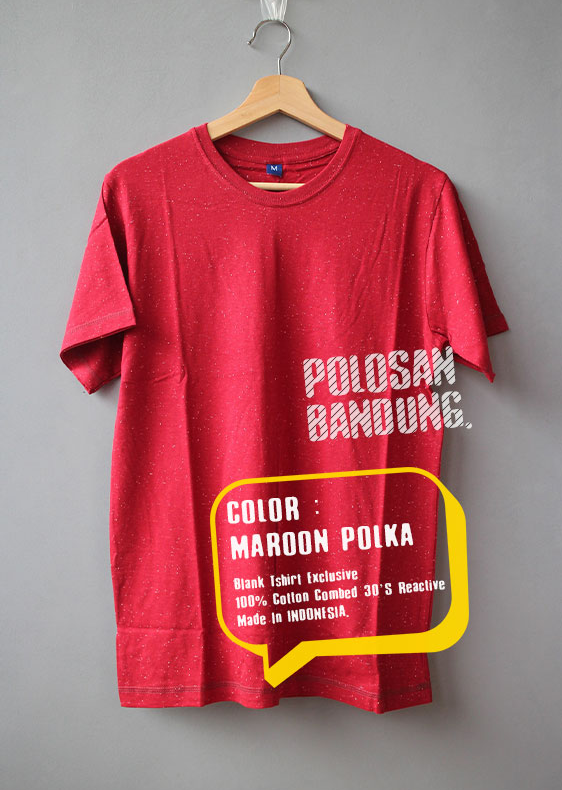 M
POLOSAN
BANDUNG.
COLOR :
MAROON POLKA
Blank Tshirt Exclusive
100% Cotton Combed 30'S Reactive
Made In INDONESIA.